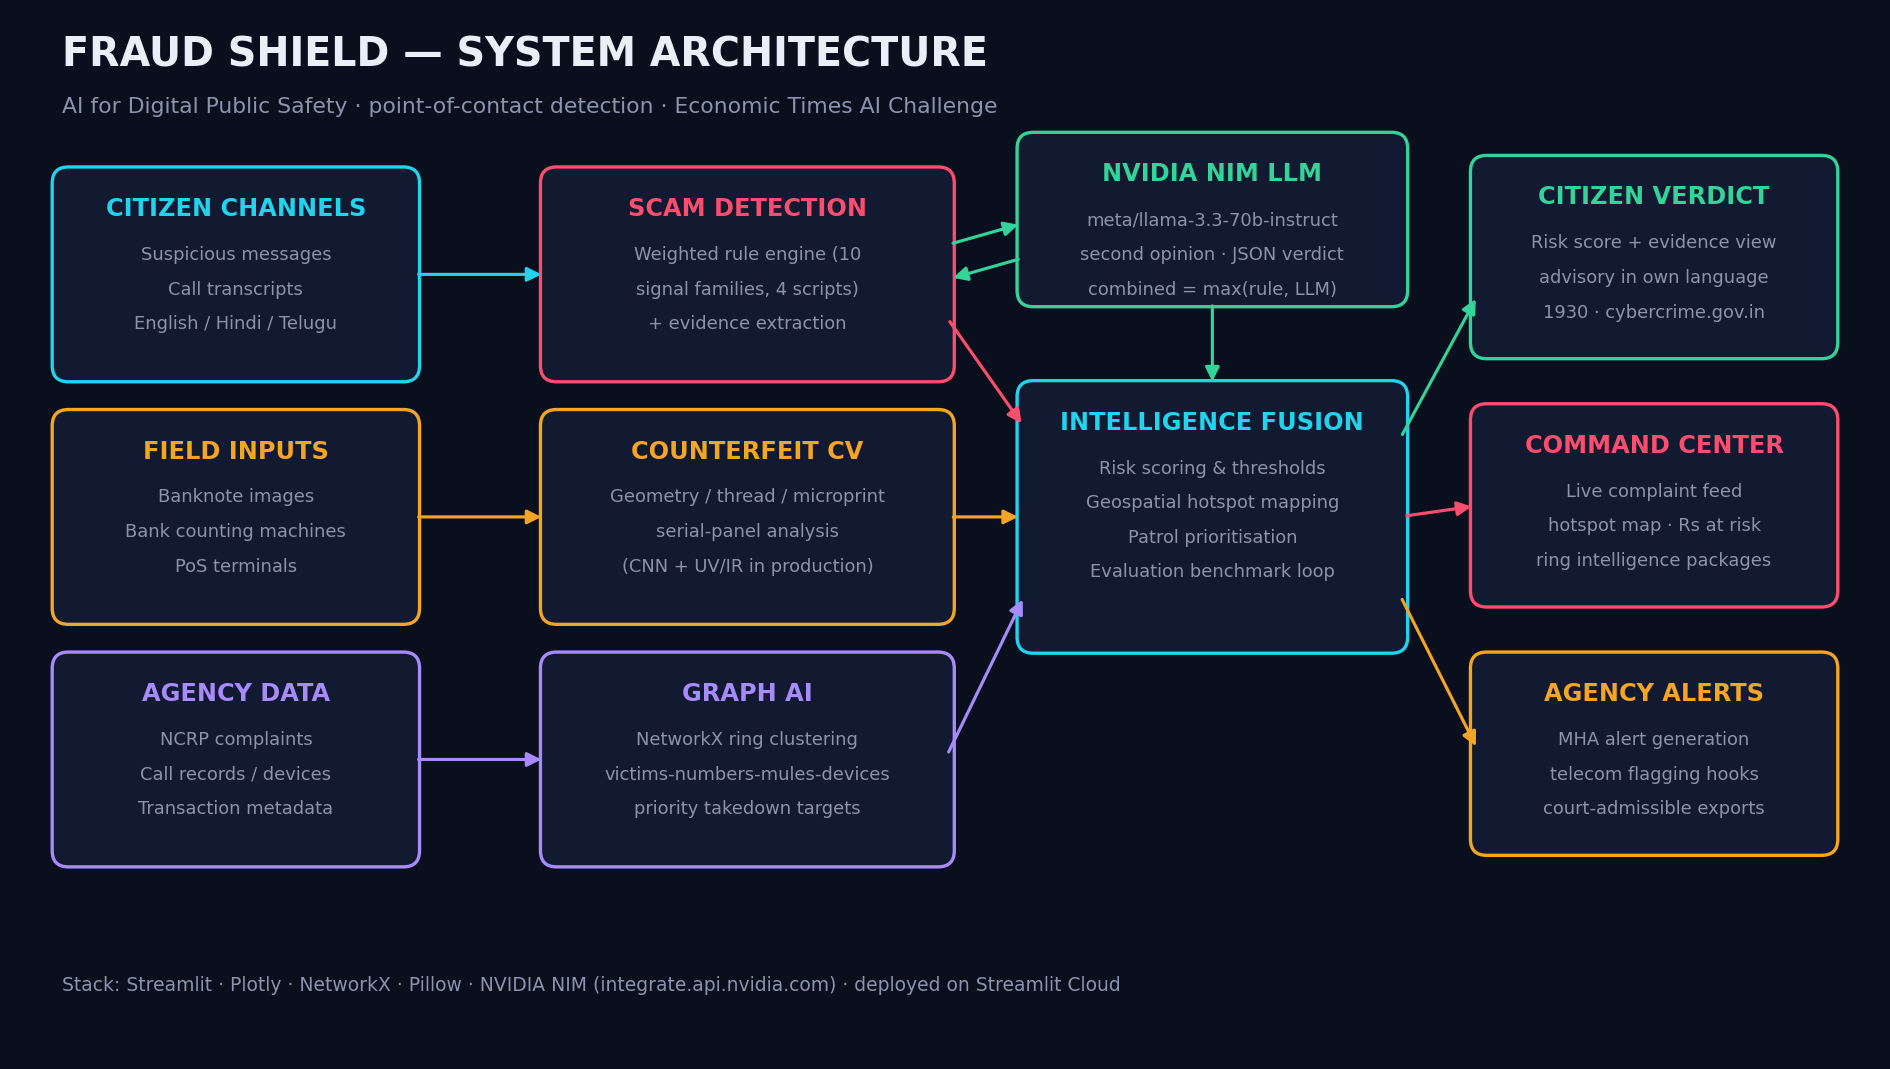 FRAUD SHIELD — SYSTEM ARCHITECTURE
AI for Digital Public Safety · point-of-contact detection · Economic Times AI Challenge
CITIZEN CHANNELS
Suspicious messages
Call transcripts
English / Hindi / Telugu
SCAM DETECTION
Weighted rule engine (10
signal families, 4 scripts)
+ evidence extraction
NVIDIA NIM LLM
meta/llama-3.3-70b-instruct
second opinion · JSON verdict
combined = max(rule, LLM)
CITIZEN VERDICT
Risk score + evidence view
advisory in own language
1930 · cybercrime.gov.in
FIELD INPUTS
Banknote images
Bank counting machines
PoS terminals
COUNTERFEIT CV
Geometry / thread / microprint
serial-panel analysis
(CNN + UV/IR in production)
INTELLIGENCE FUSION
Risk scoring & thresholds
Geospatial hotspot mapping
Patrol prioritisation
Evaluation benchmark loop
COMMAND CENTER
Live complaint feed
hotspot map · Rs at risk
ring intelligence packages
AGENCY DATA
NCRP complaints
Call records / devices
Transaction metadata
GRAPH AI
NetworkX ring clustering
victims-numbers-mules-devices
priority takedown targets
AGENCY ALERTS
MHA alert generation
telecom flagging hooks
court-admissible exports
Stack: Streamlit · Plotly · NetworkX · Pillow · NVIDIA NIM (integrate.api.nvidia.com) · deployed on Streamlit Cloud